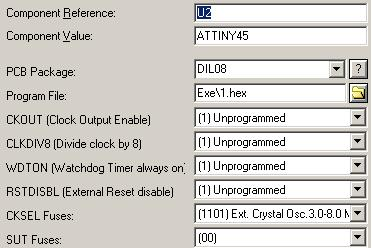 Component Reference: U2
Component Value: ATTINY45
PCB Package: DIL08 ?
Program File: Exe\1.hex
CKOUT (Clock Output Enable) (1) Unprogrammed
CLKDIV8 (Divide clock by 8) (1) Unprogrammed
WDTON (Watchdog Timer always on) (1) Unprogrammed
RSTDISBL (External Reset disable) (1) Unprogrammed
CKSEL Fuses: (1101) Ext. Crystal Osc.3.0-8.0 M
SUT Fuses: (00)